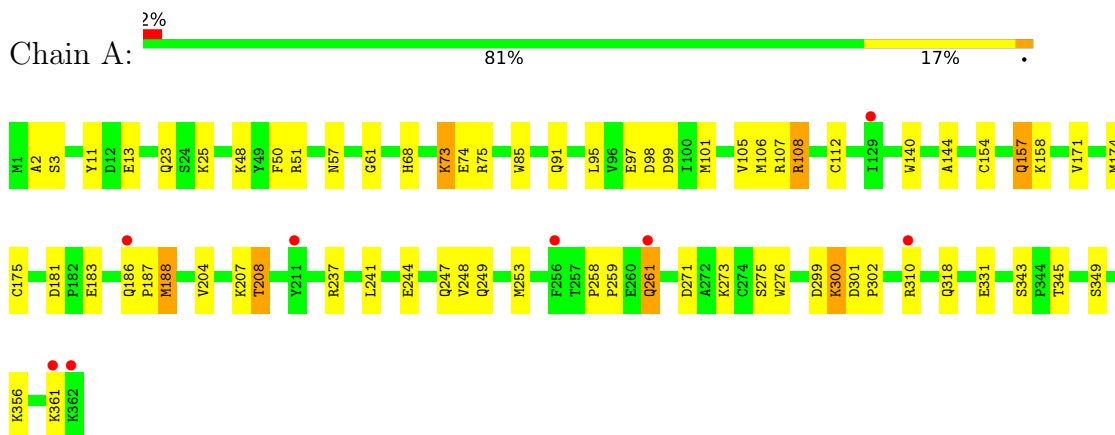 2%
Chain A:
81% 17% •
M1 A2 S3 Y11 D12 E13 Q23 S24 K25 K48 Y49 F50 R51 N57 G61 H68 K73 E74 R75 W85 Q91 L95 V96 E97 D98 D99 I100 M101 V105 M106 R107 R108 C112 I129 W140 A144 C154 Q157 K158 V171 M174
C175 D181 P182 E183 Q186 P187 M188 V204 K207 T208 Y211 R237 L241 E244 Q247 V248 Q249 M253 F256 T257 P258 P259 E260 Q261 D271 A272 K273 C274 S275 W276 D299 K300 D301 P302 R310 Q318 E331 S343 P344 T345 S349
K356 K361 K362